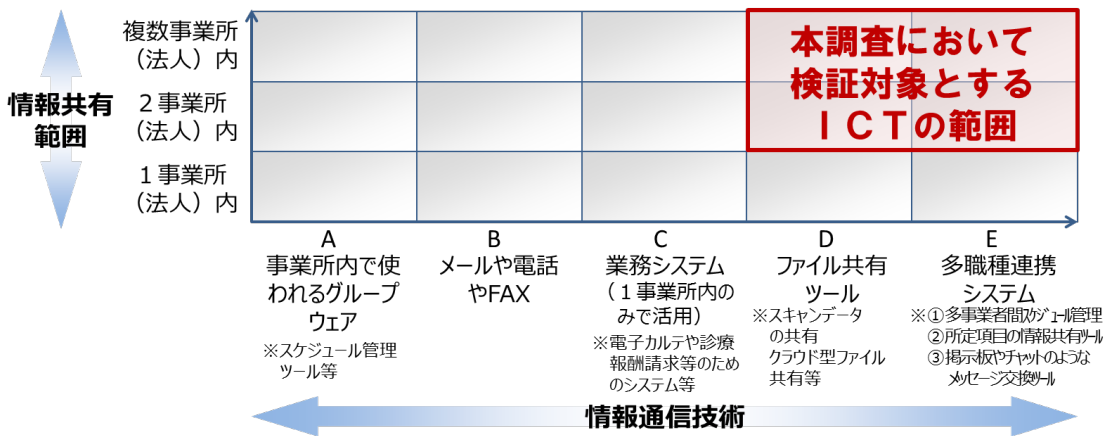 複数事業所
（法人）内
２事業所
（法人）内
１事業所
（法人）内
情報共有
範囲
本調査において
検証対象とする
ＩＣＴの範囲
A
事業所内で使
われるグループ
ウェア
※スケジュール管理
ツール等
B
メールや電話
やFAX
C
業務システム
（１事業所内の
みで活用）
※電子カルテや診療
報酬請求等のため
のシステム等
D
ファイル共有
ツール
※スキャンデータ
の共有
クラウド型ファイル
共有等
E
多職種連携
システム
※①多事業者間スケジュール管理
②所定項目の情報共有ツール
③掲示板やチャットのような
メッセージ交換ツール
情報通信技術